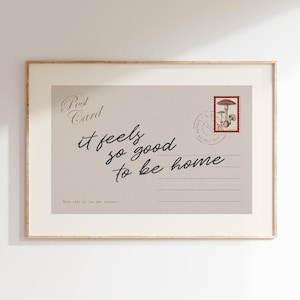 Post
Card
it feels
so good
to be home